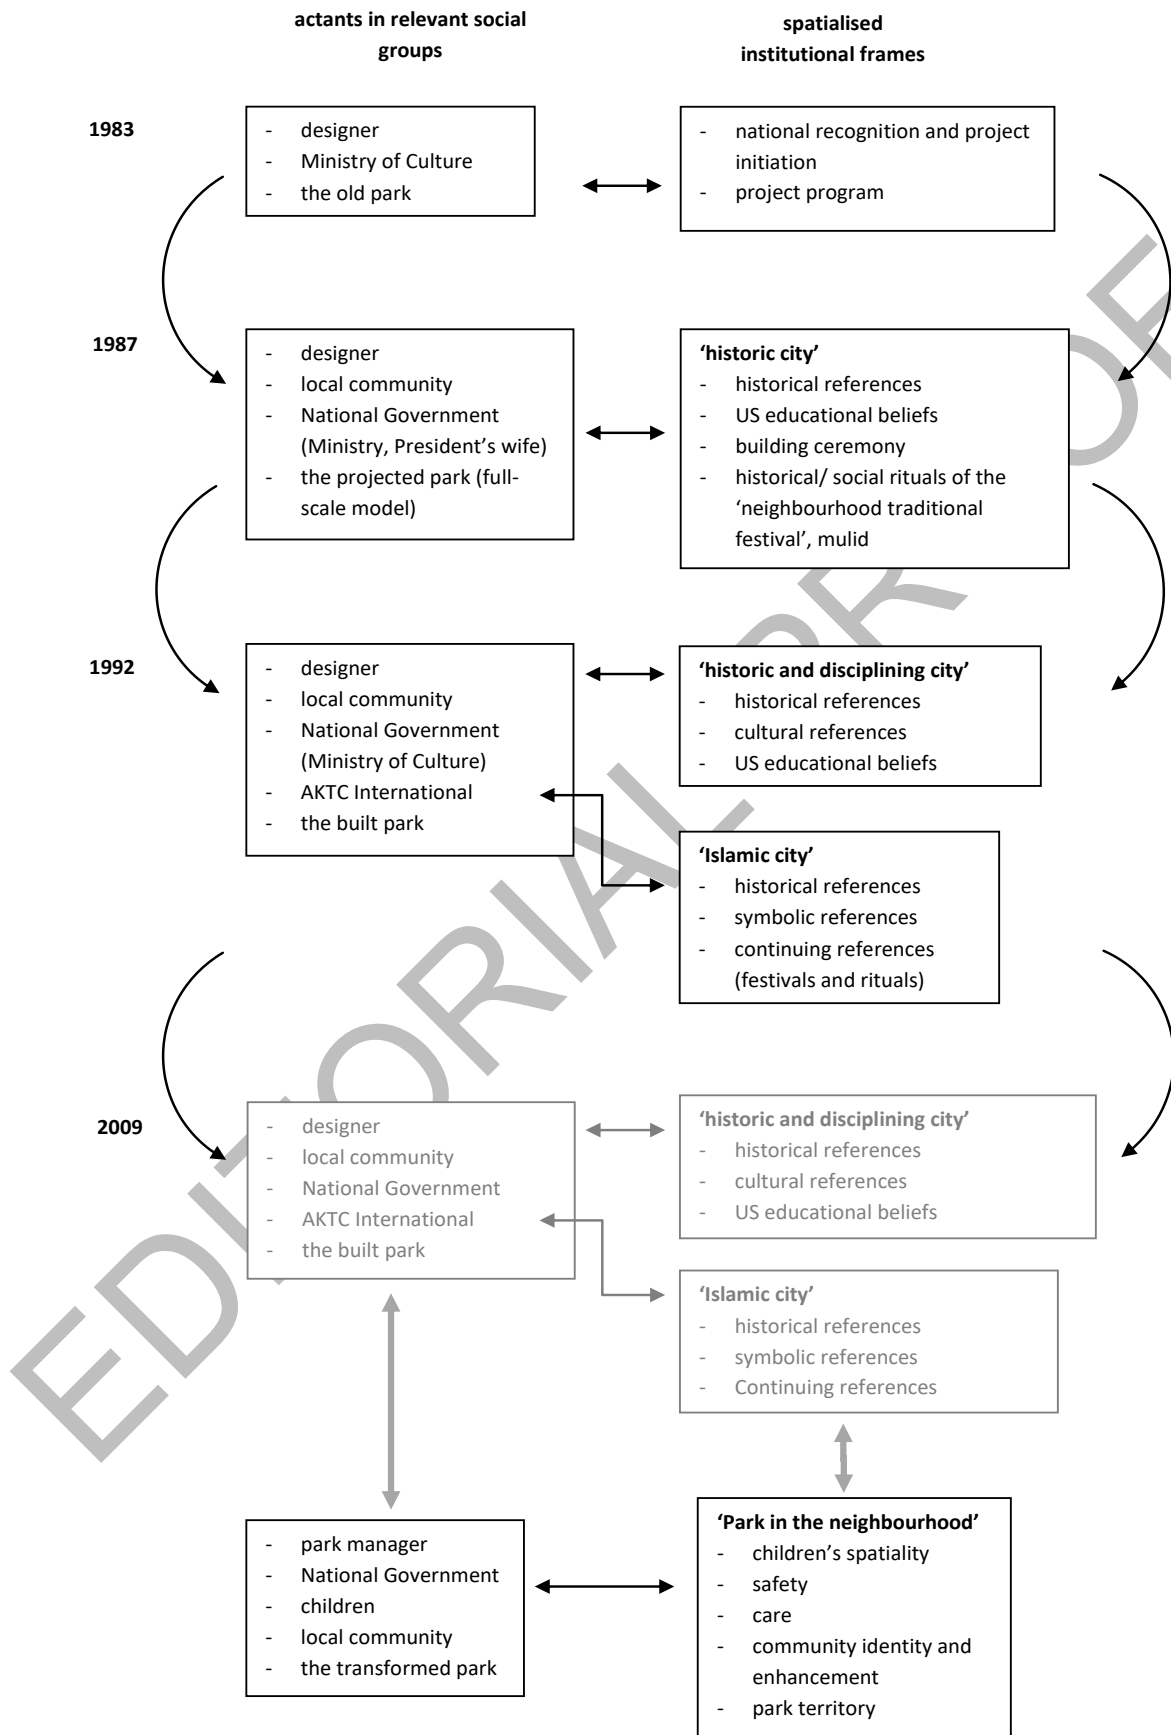 actants in relevant social
groups
spatialised
institutional frames
1983
- designer
- Ministry of Culture
- the old park
- national recognition and project
initiation
- project program
1987
- designer
- local community
- National Government
(Ministry, President’s wife)
- the projected park (full-
scale model)
‘historic city’
- historical references
- US educational beliefs
- building ceremony
- historical/ social rituals of the
‘neighbourhood traditional
festival’, mulid
1992
- designer
- local community
- National Government
(Ministry of Culture)
- AKTC International
- the built park
‘historic and disciplining city’
- historical references
- cultural references
- US educational beliefs
‘Islamic city’
- historical references
- symbolic references
- continuing references
(festivals and rituals)
2009
- designer
- local community
- National Government
- AKTC International
- the built park
‘historic and disciplining city’
- historical references
- cultural references
- US educational beliefs
‘Islamic city’
- historical references
- symbolic references
- Continuing references
- park manager
- National Government
- children
- local community
- the transformed park
‘Park in the neighbourhood’
- children’s spatiality
- safety
- care
- community identity and
enhancement
- park territory
EDITORIAL PROOF